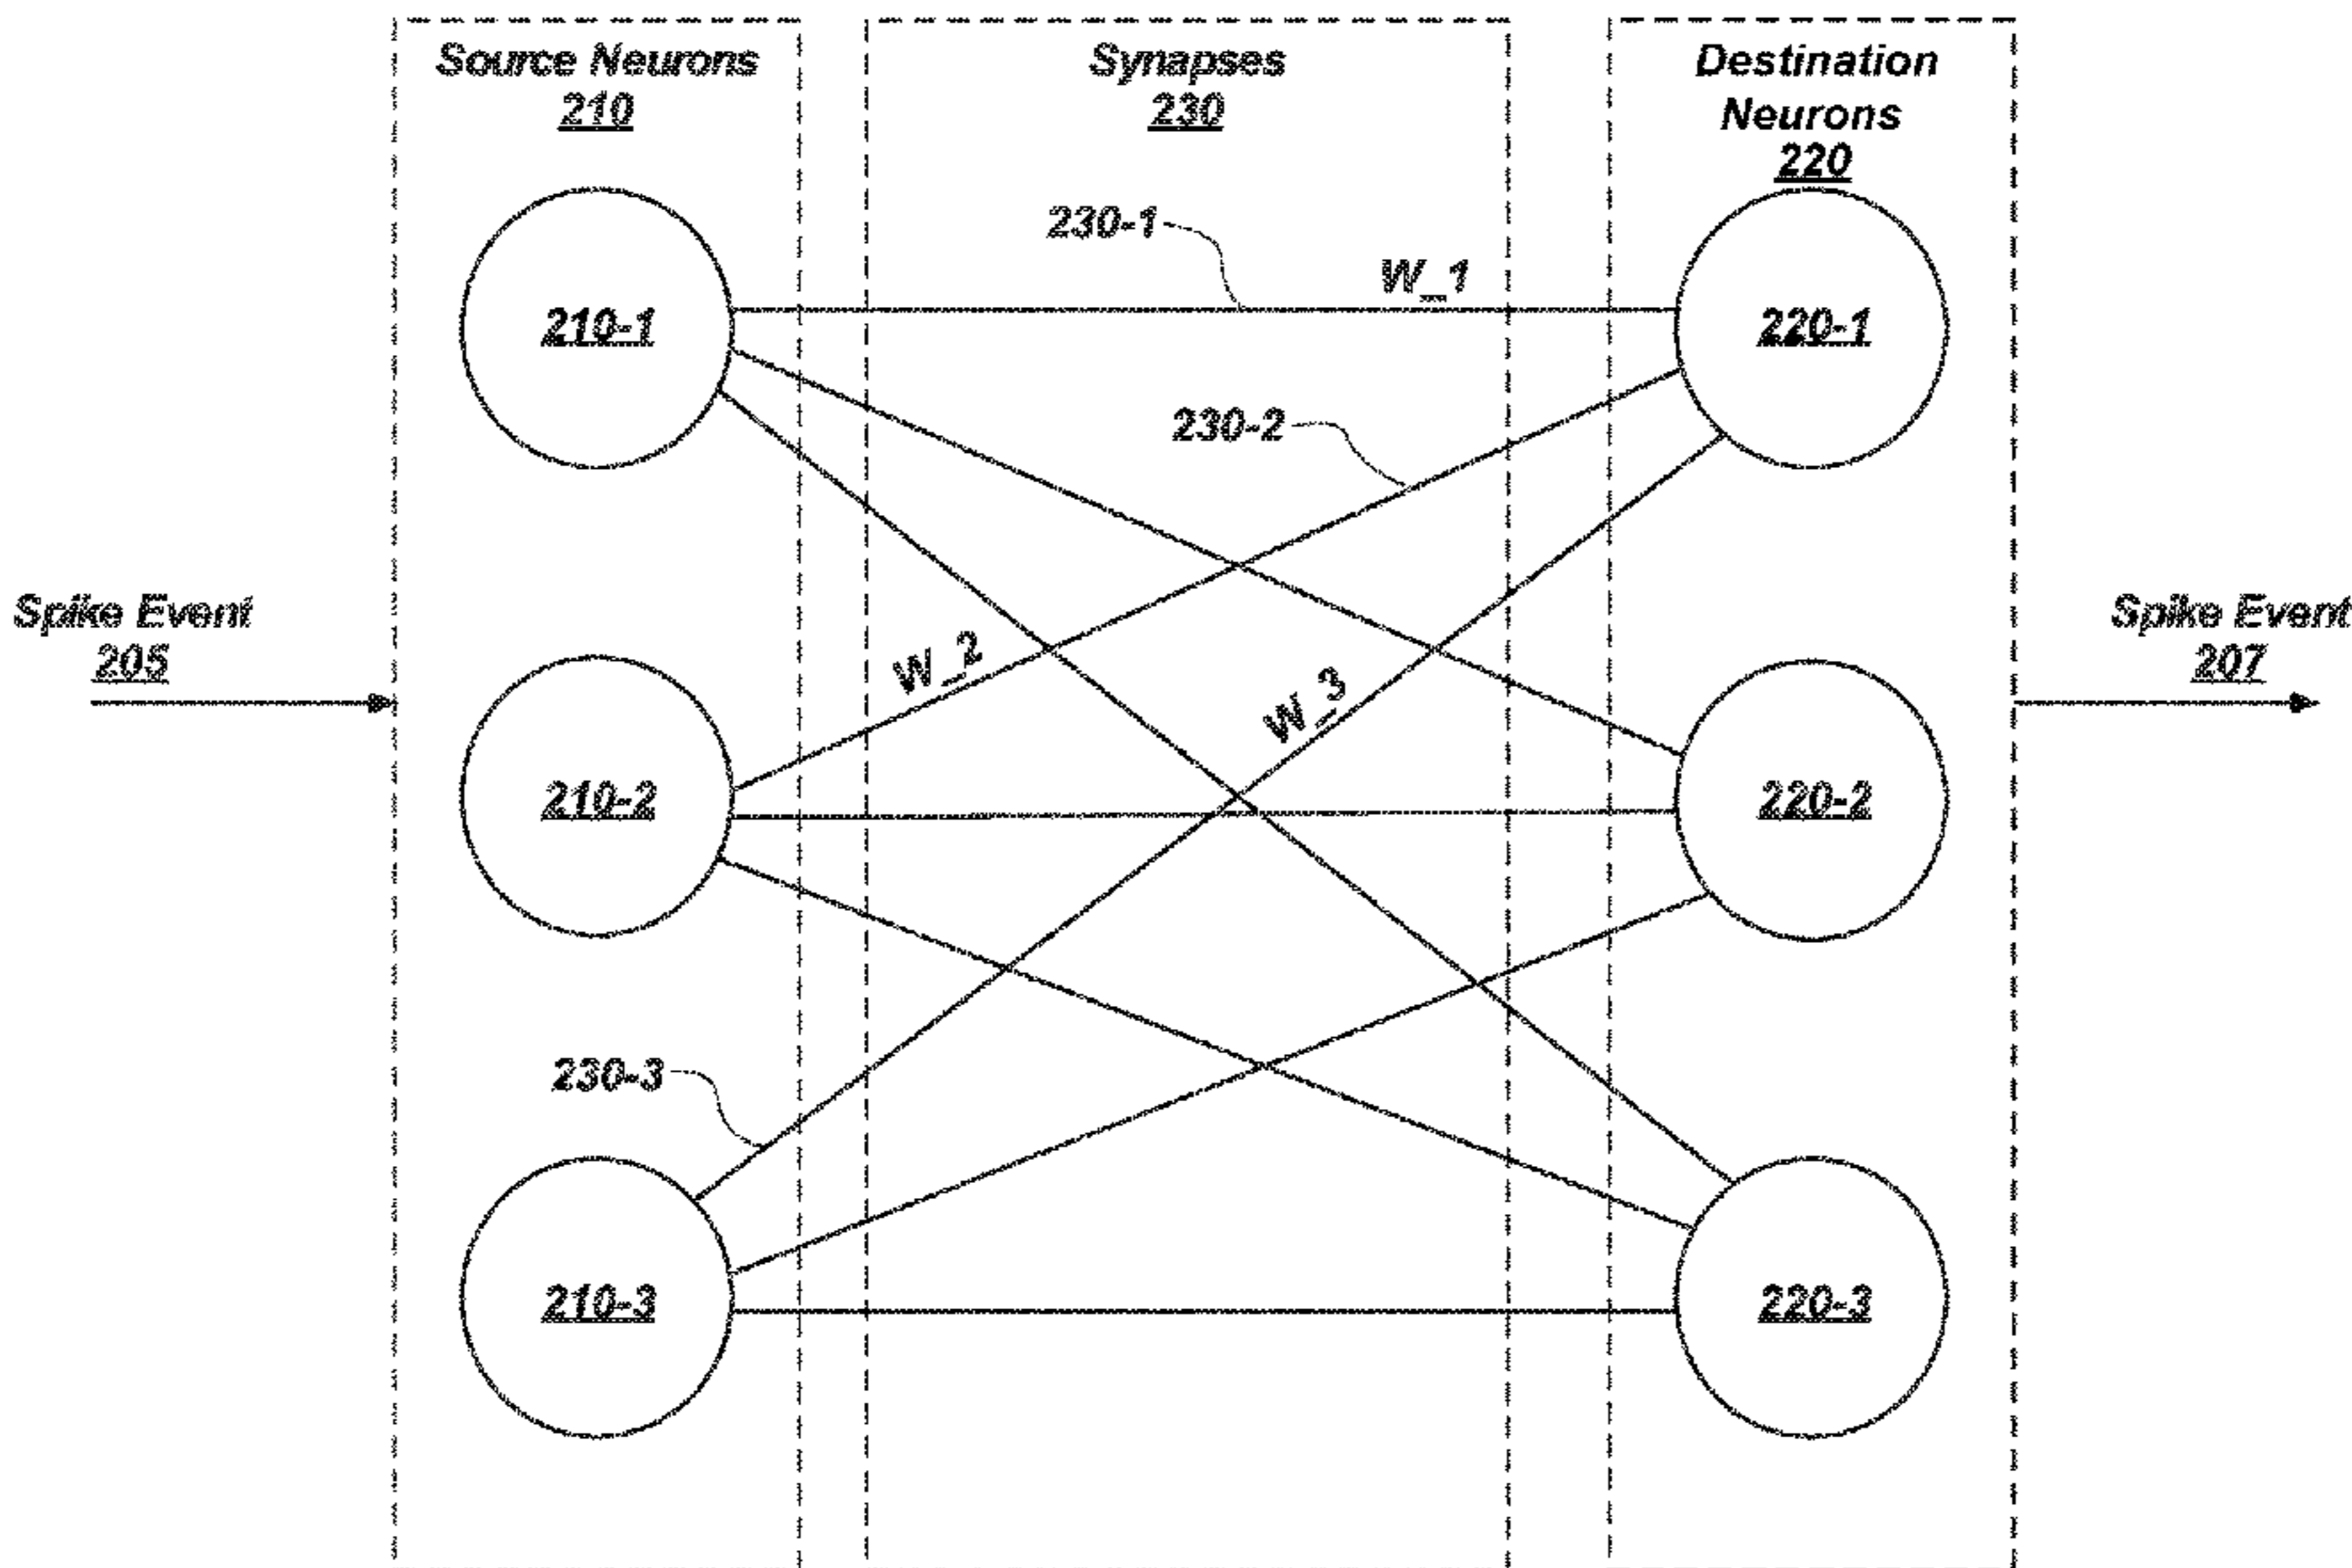 Source Neurons
210
Synapses
230
Destination
Neurons
220
230-1
W_1
210-1
220-1
230-2
Spike Event
205
W_2
W_3
Spike Event
207
210-2
220-2
230-3
210-3
220-3